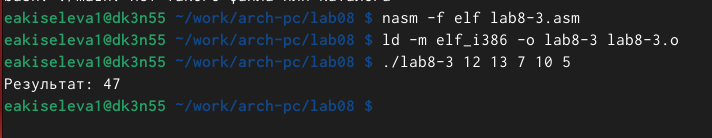 eakiseleva1@dk3n55 ~/work/arch-pc/lab08 $ nasm -f elf lab8-3.asm
eakiseleva1@dk3n55 ~/work/arch-pc/lab08 $ ld -m elf_i386 -o lab8-3 lab8-3.o
eakiseleva1@dk3n55 ~/work/arch-pc/lab08 $ ./lab8-3 12 13 7 10 5
Результат: 47
eakiseleva1@dk3n55 ~/work/arch-pc/lab08 $